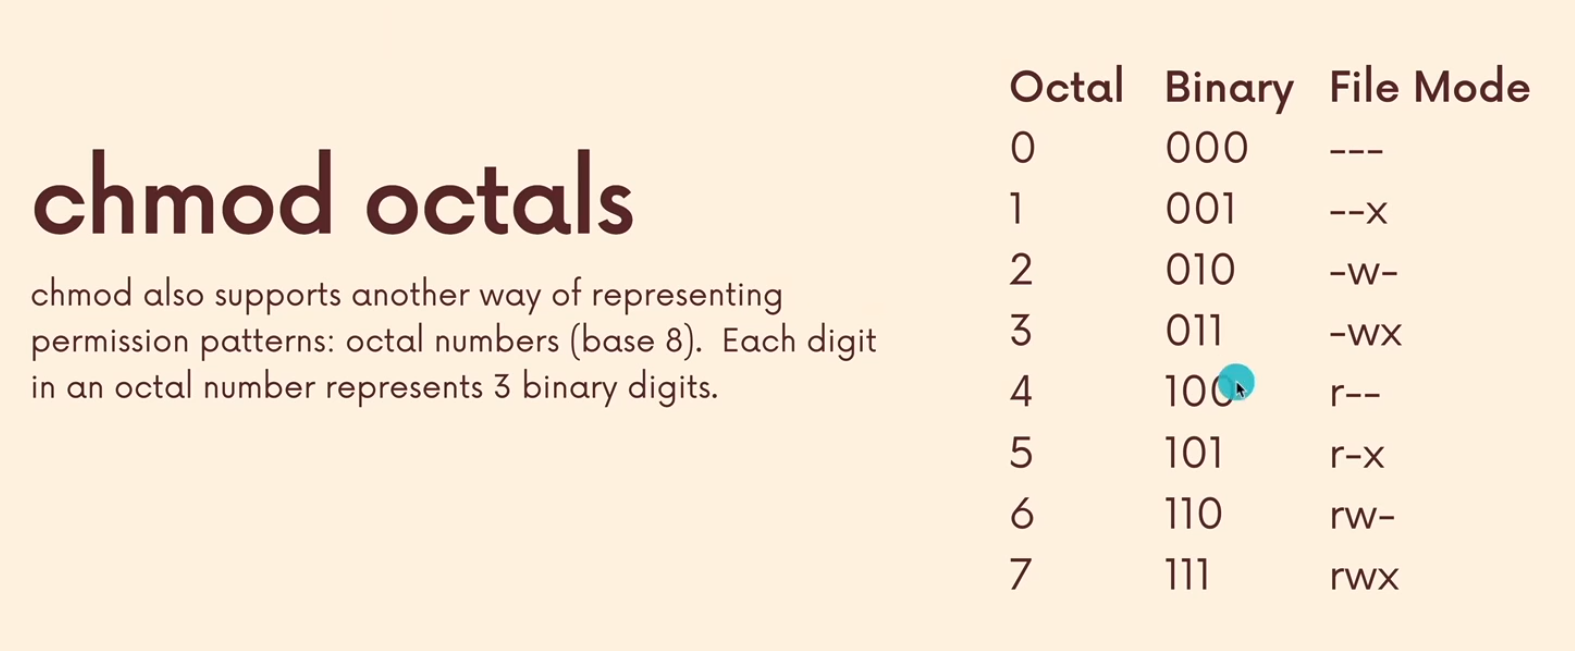 chmod octals
chmod also supports another way of representing
permission patterns: octal numbers (base 8). Each digit
in an octal number represents 3 binary digits.
Octal Binary File Mode
0 000 ---
1 001 --x
2 010 -w-
3 011 -wx
4 100 r--
5 101 r-x
6 110 rw-
7 111 rwx